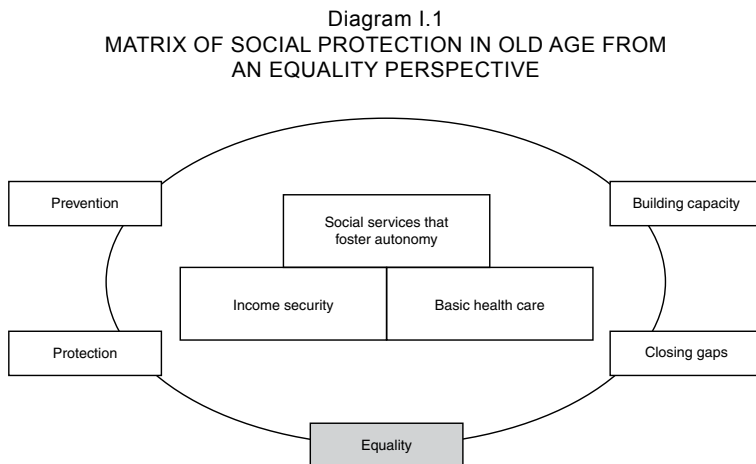 Diagram I.1
MATRIX OF SOCIAL PROTECTION IN OLD AGE FROM
AN EQUALITY PERSPECTIVE
Prevention
Building capacity
Social services that
foster autonomy
Income security
Basic health care
Protection
Closing gaps
Equality